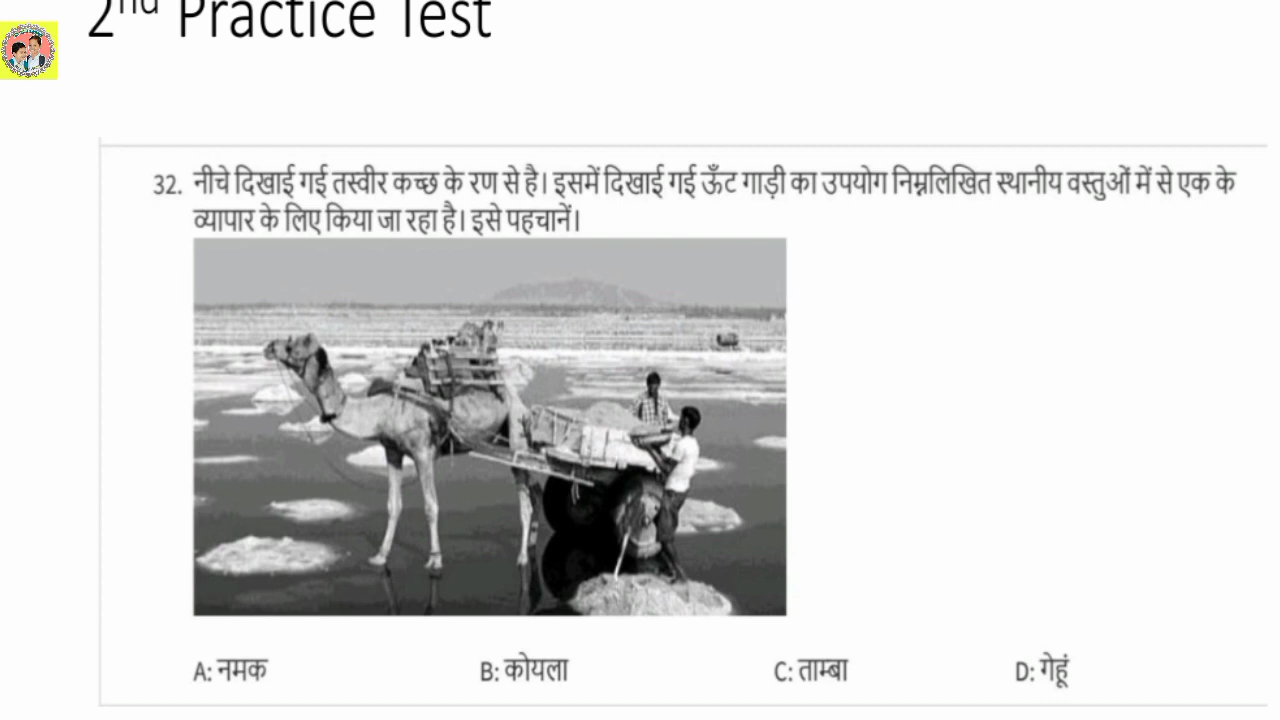 2nd Practice Test
32. नीचे दिखाई गई तस्वीर कच्छ के रण से है। इसमें दिखाई गई ऊँट गाड़ी का उपयोग निम्नलिखित स्थानीय वस्तुओं में से एक के
व्यापार के लिए किया जा रहा है। इसे पहचानें।
A: नमक B: कोयला C: ताम्बा D: गेहूं